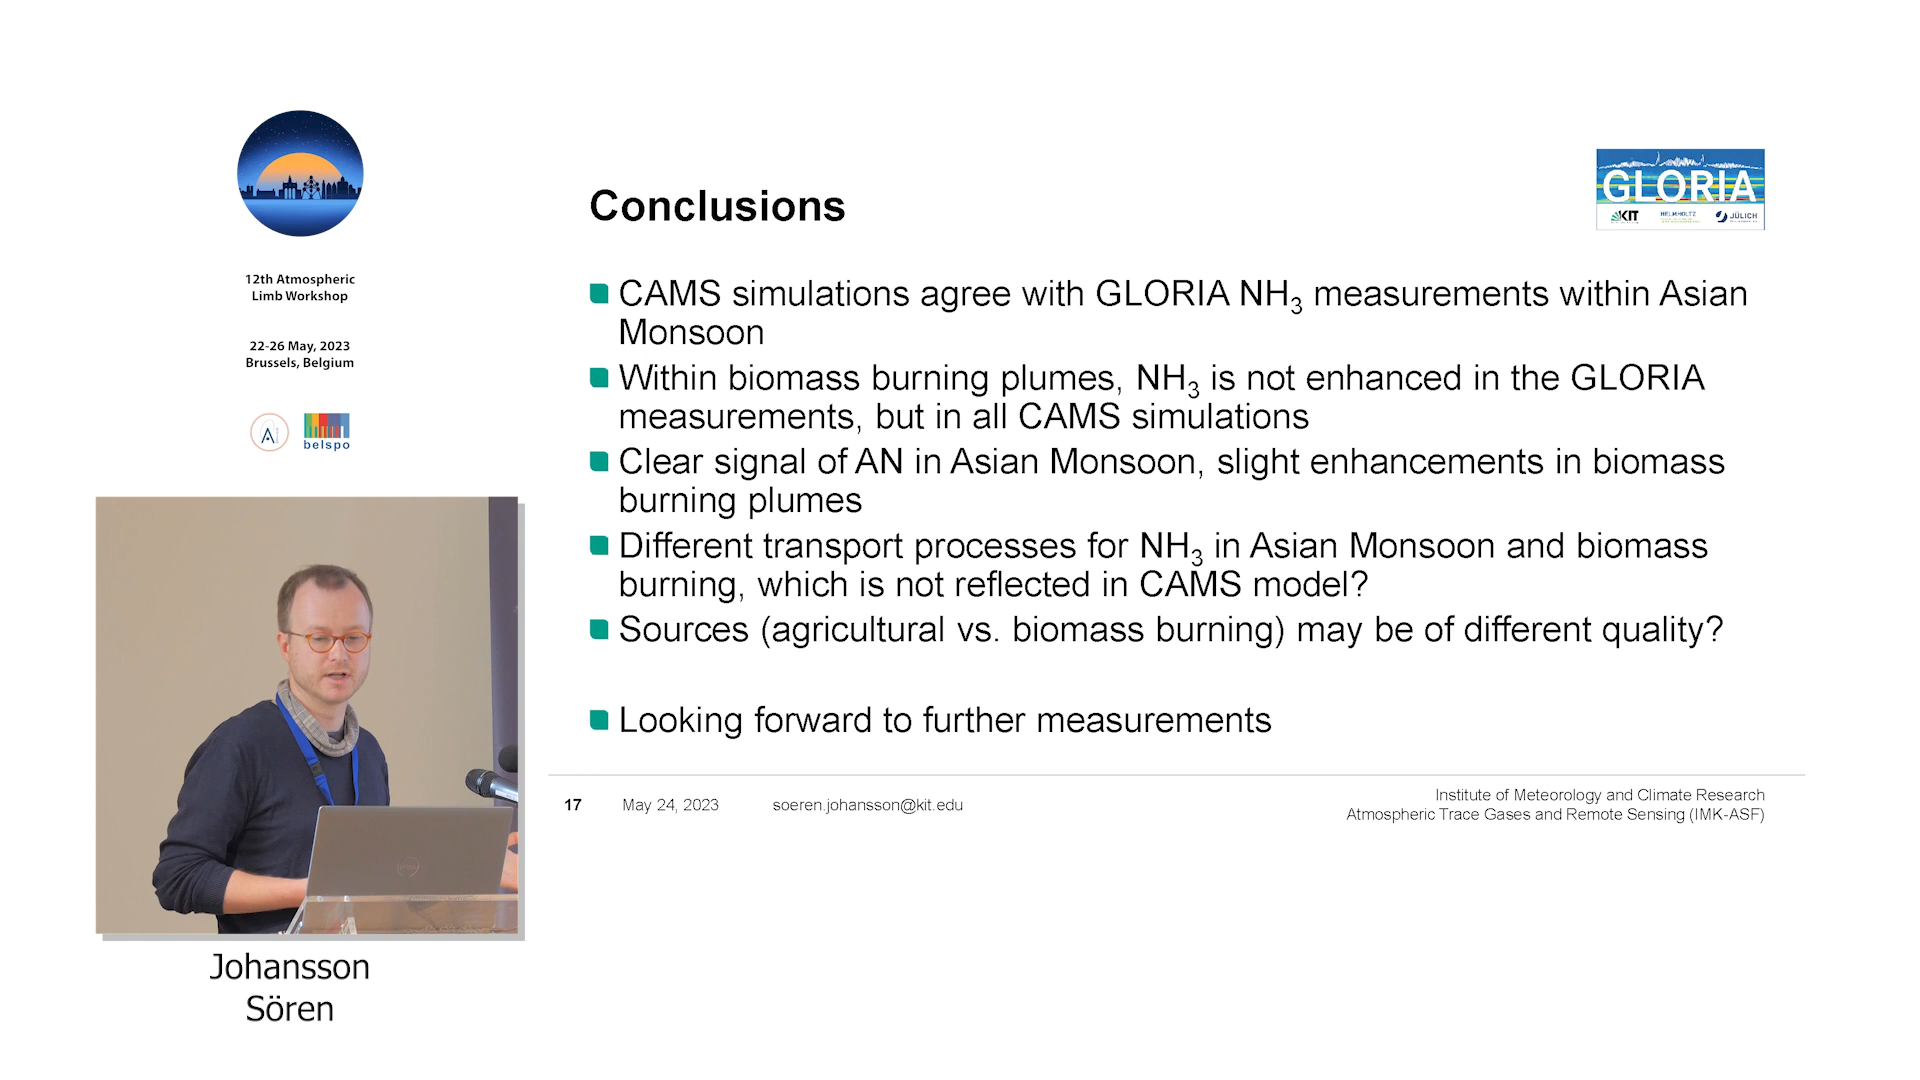 12th Atmospheric
Limb Workshop
22-26 May, 2023
Brussels, Belgium
belspo
Johansson
Sören
GLORIA
KIT
HELMHOLTZ
JÜLICH
Conclusions
CAMS simulations agree with GLORIA NH3 measurements within Asian
Monsoon
Within biomass burning plumes, NH3 is not enhanced in the GLORIA
measurements, but in all CAMS simulations
Clear signal of AN in Asian Monsoon, slight enhancements in biomass
burning plumes
Different transport processes for NH3 in Asian Monsoon and biomass
burning, which is not reflected in CAMS model?
Sources (agricultural vs. biomass burning) may be of different quality?
Looking forward to further measurements
17 May 24, 2023 soeren.johansson@kit.edu
Institute of Meteorology and Climate Research
Atmospheric Trace Gases and Remote Sensing (IMK-ASF)